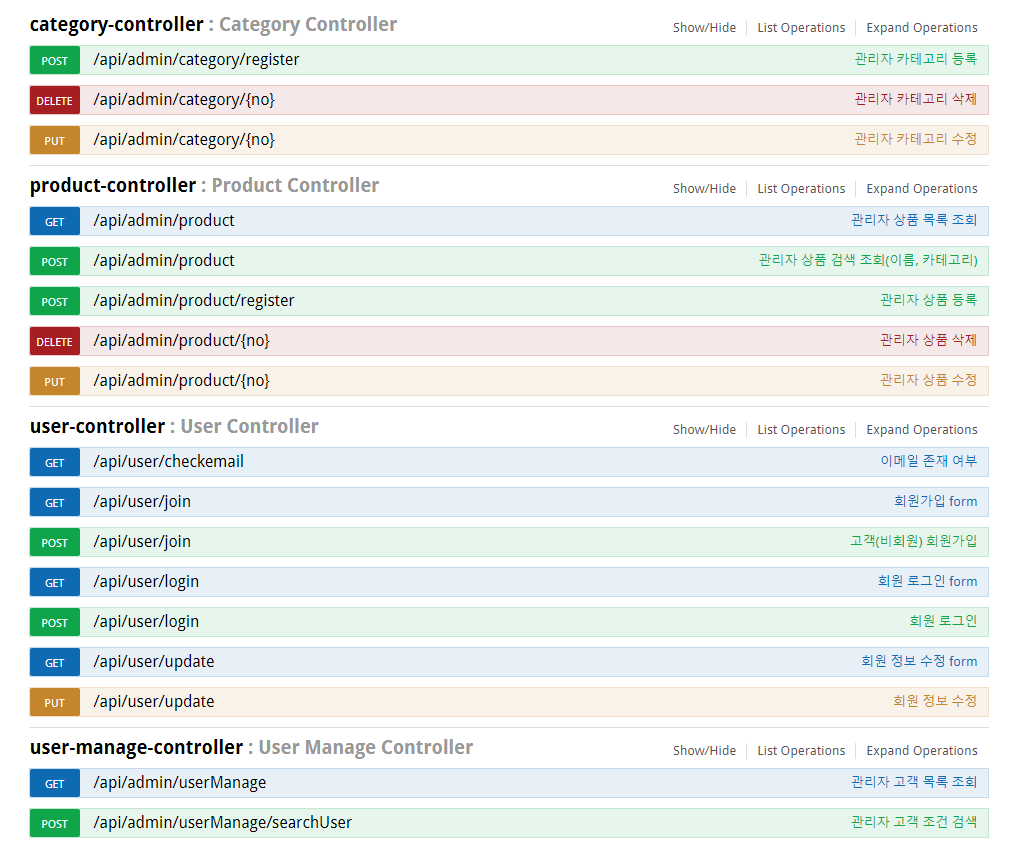 category-controller : Category Controller Show/Hide List Operations Expand Operations
POST /api/admin/category/register 관리자 카테고리 등록
DELETE /api/admin/category/{no} 관리자 카테고리 삭제
PUT /api/admin/category/{no} 관리자 카테고리 수정
product-controller : Product Controller Show/Hide List Operations Expand Operations
GET /api/admin/product 관리자 상품 목록 조회
POST /api/admin/product 관리자 상품 검색 조회(이름, 카테고리)
POST /api/admin/product/register 관리자 상품 등록
DELETE /api/admin/product/{no} 관리자 상품 삭제
PUT /api/admin/product/{no} 관리자 상품 수정
user-controller : User Controller Show/Hide List Operations Expand Operations
GET /api/user/checkemail 이메일 존재 여부
GET /api/user/join 회원가입 form
POST /api/user/join 고객(비회원) 회원가입
GET /api/user/login 회원 로그인 form
POST /api/user/login 회원 로그인
GET /api/user/update 회원 정보 수정 form
PUT /api/user/update 회원 정보 수정
user-manage-controller : User Manage Controller Show/Hide List Operations Expand Operations
GET /api/admin/userManage 관리자 고객 목록 조회
POST /api/admin/userManage/searchUser 관리자 고객 조건 검색